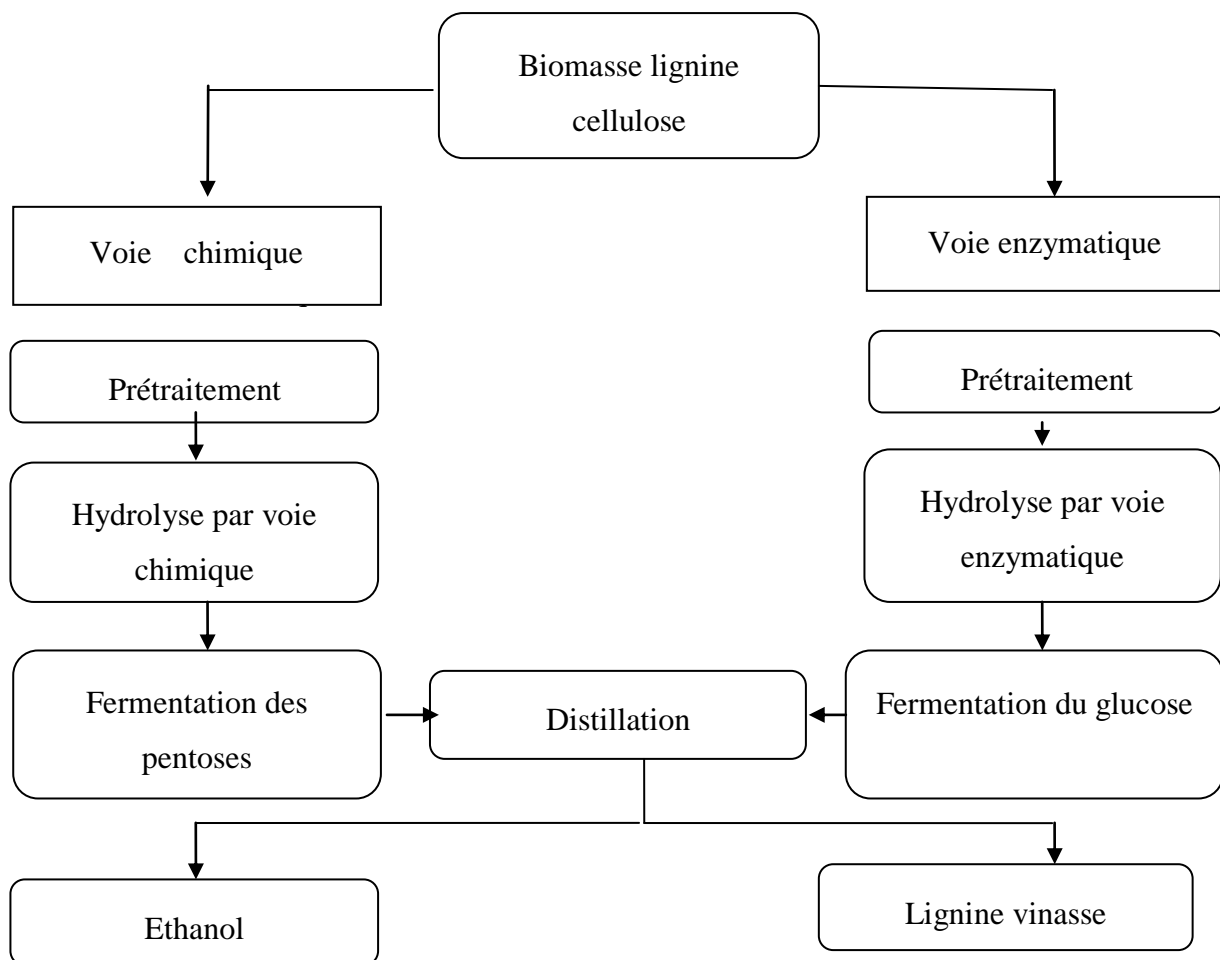 Biomasse lignine
cellulose
Voie chimique
Voie enzymatique
Prétraitement
Prétraitement
Hydrolyse par voie
chimique
Hydrolyse par voie
enzymatique
Fermentation des
pentoses
Distillation
Fermentation du glucose
Ethanol
Lignine vinasse